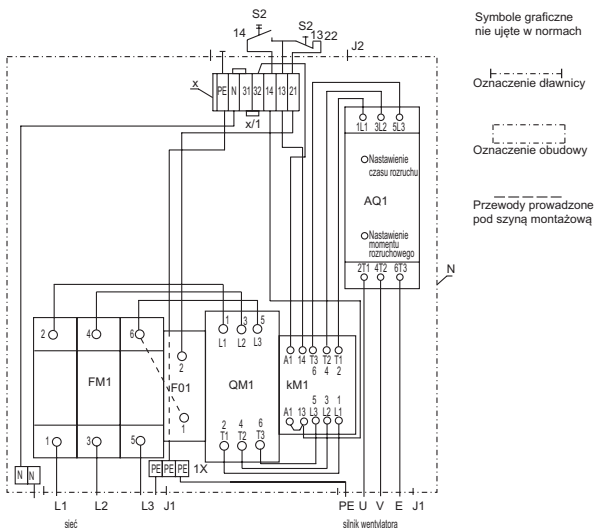 S2
S2
14
13
22
J2
Symbole graficzne
nie ujęte w normach
Oznaczenie dławnicy
Oznaczenie obudowy
Przewody prowadzone
pod szyną montażową
x
PE N 31 32 14 13 21
x/1
1L1 3L2 5L3
Nastawienie
czasu rozruchu
AQ1
Nastawienie
momentu
rozruchowego
2T1 4T2 6T3
N
2 4 6
FM1
1 3 5
2
F01
1
1 3 5
L1 L2 L3
QM1
2 4 6
T1 T2 T3
A1 14 T3 T2 T1
6 4 2
kM1
5 3 1
A1 13 L3 L2 L1
N N
PE PE PE 1X
L1 L2 L3 J1
PE U V E J1
sieć
silnik wentylatora